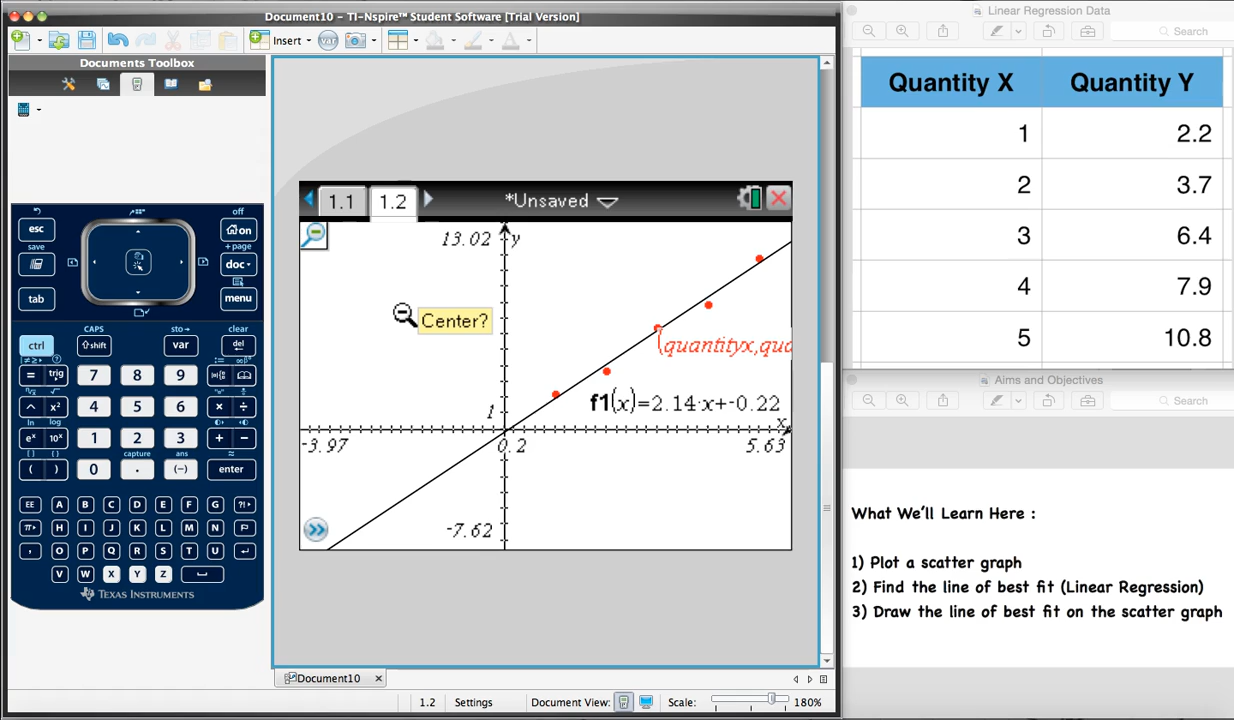 Document10 - TI-Nspire™ Student Software [Trial Version]
Insert
var
A
Documents Toolbox
esc
off
on
save
+ page
doc
tab
menu
CAPS
sto→
clear
ctrl
⇧shift
var
del
= trig 7 8 9
^ x² 4 5 6 × ÷
ln log
eˣ 10ˣ 1 2 3 + −
capture ans
( ) 0 . (−) enter
EE A B C D E F G ?!▸
π▸ H I J K L M N
, O P Q R S T U
V W X Y Z
TEXAS INSTRUMENTS
1.1 1.2 *Unsaved
13.02 y
Center?
(quantityx,qua
f1(x)=2.14·x+-0.22
1
x
-3.97 0.2 5.63
-7.62
Document10
1.2 Settings Document View: Scale: 180%
Linear Regression Data
Search
Quantity X Quantity Y
1 2.2
2 3.7
3 6.4
4 7.9
5 10.8
Aims and Objectives
Search
What We'll Learn Here :
1) Plot a scatter graph
2) Find the line of best fit (Linear Regression)
3) Draw the line of best fit on the scatter graph